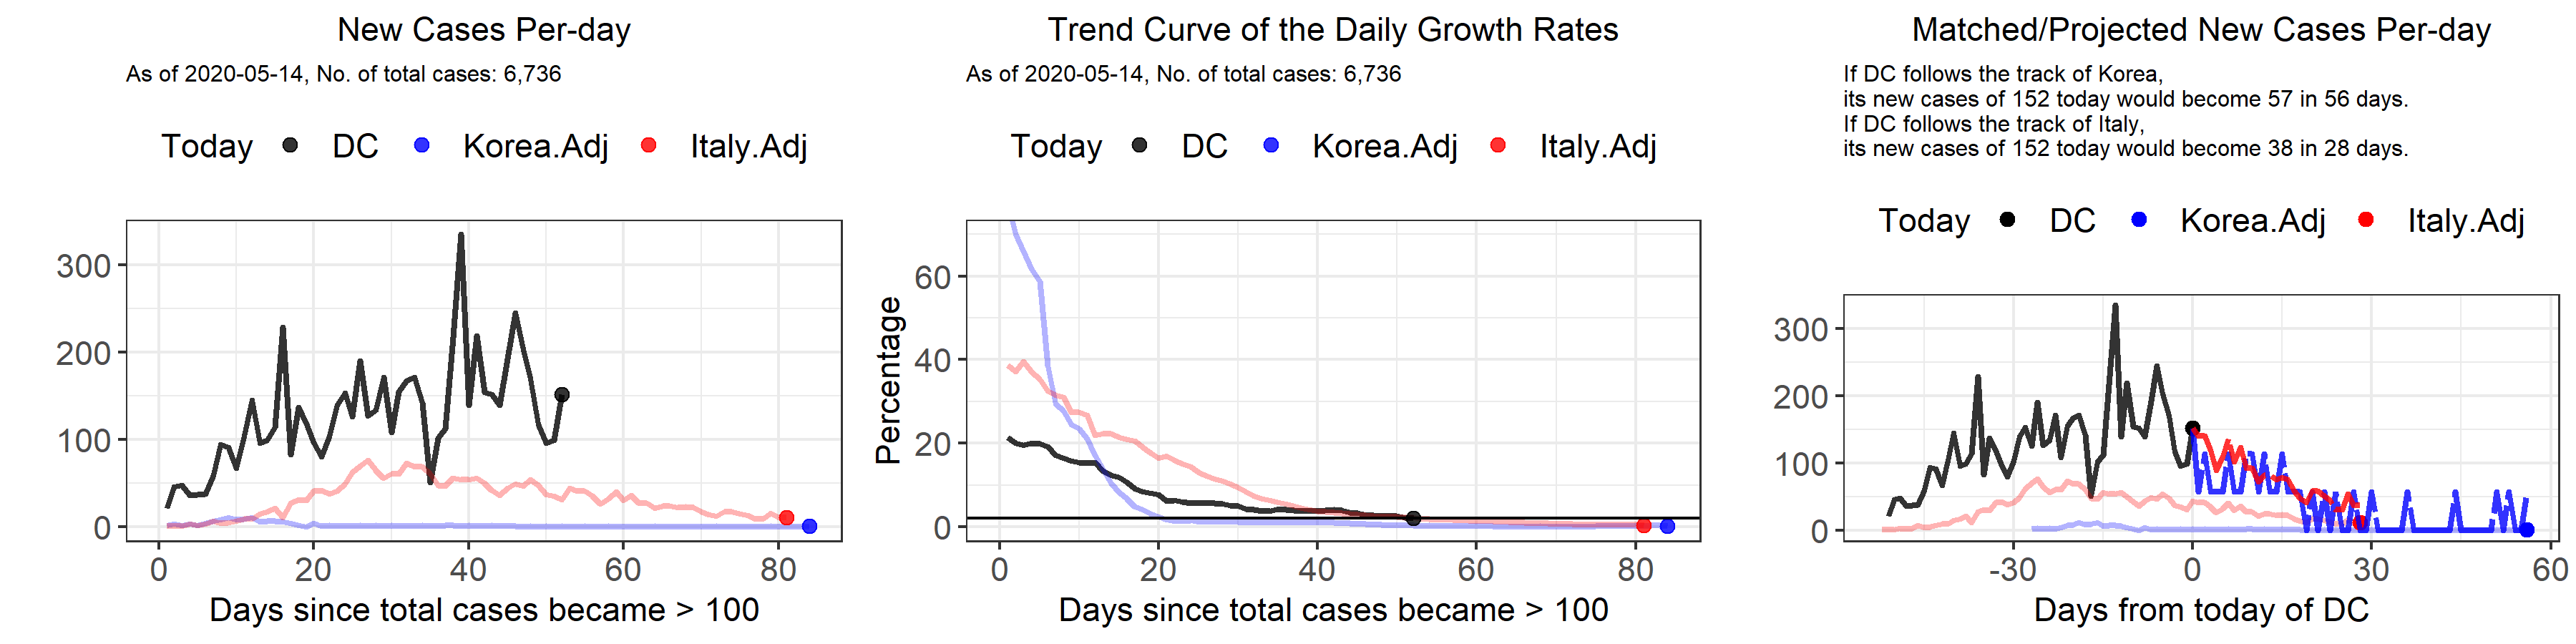 New Cases Per-day
As of 2020-05-14, No. of total cases: 6,736
Today DC Korea.Adj Italy.Adj
300
200
100
0
0 20 40 60 80
Days since total cases became > 100
Trend Curve of the Daily Growth Rates
As of 2020-05-14, No. of total cases: 6,736
Today DC Korea.Adj Italy.Adj
Percentage
60
40
20
0
0 20 40 60 80
Days since total cases became > 100
Matched/Projected New Cases Per-day
If DC follows the track of Korea,
its new cases of 152 today would become 57 in 56 days.
If DC follows the track of Italy,
its new cases of 152 today would become 38 in 28 days.
Today DC Korea.Adj Italy.Adj
300
200
100
0
-30 0 30 60
Days from today of DC